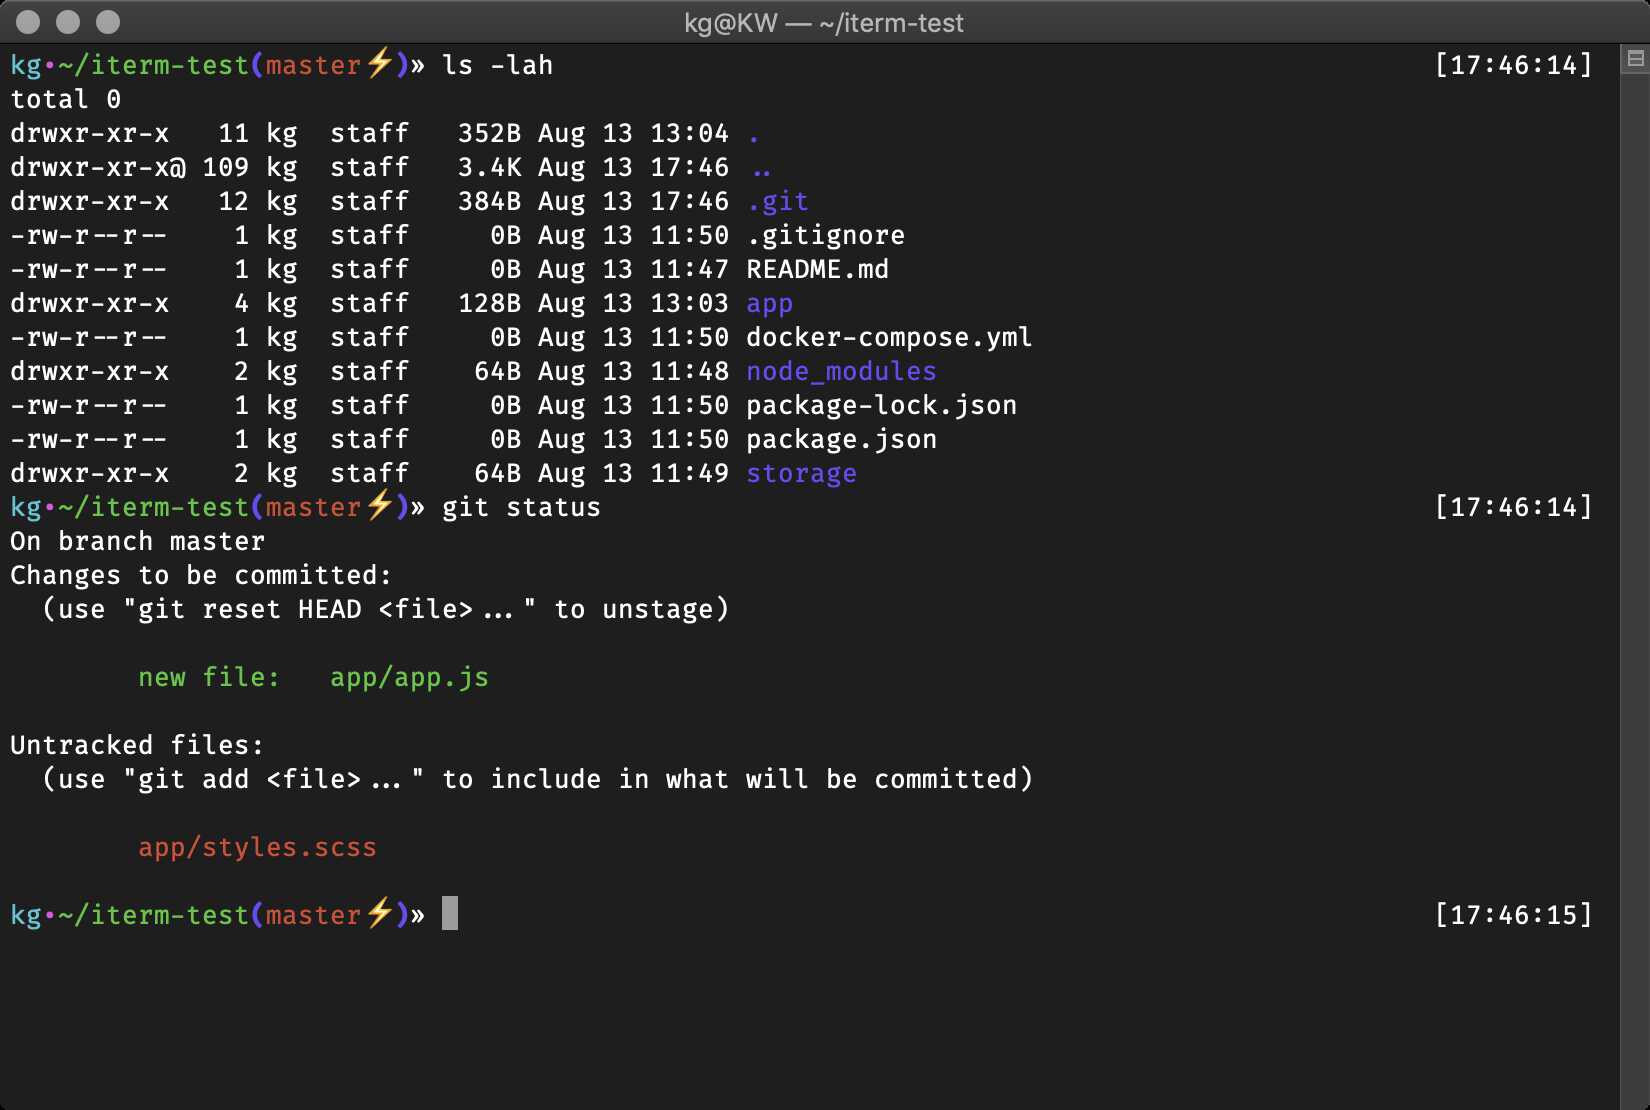 kg@KW — ~/iterm-test
kg•~/iterm-test(master⚡)» ls -lah [17:46:14]
total 0
drwxr-xr-x   11 kg  staff   352B Aug 13 13:04 .
drwxr-xr-x@ 109 kg  staff   3.4K Aug 13 17:46 ..
drwxr-xr-x   12 kg  staff   384B Aug 13 17:46 .git
-rw-r--r--    1 kg  staff     0B Aug 13 11:50 .gitignore
-rw-r--r--    1 kg  staff     0B Aug 13 11:47 README.md
drwxr-xr-x    4 kg  staff   128B Aug 13 13:03 app
-rw-r--r--    1 kg  staff     0B Aug 13 11:50 docker-compose.yml
drwxr-xr-x    2 kg  staff    64B Aug 13 11:48 node_modules
-rw-r--r--    1 kg  staff     0B Aug 13 11:50 package-lock.json
-rw-r--r--    1 kg  staff     0B Aug 13 11:50 package.json
drwxr-xr-x    2 kg  staff    64B Aug 13 11:49 storage
kg•~/iterm-test(master⚡)» git status [17:46:14]
On branch master
Changes to be committed:
  (use "git reset HEAD <file>..." to unstage)
        new file:   app/app.js
Untracked files:
  (use "git add <file>..." to include in what will be committed)
        app/styles.scss
kg•~/iterm-test(master⚡)» [17:46:15]